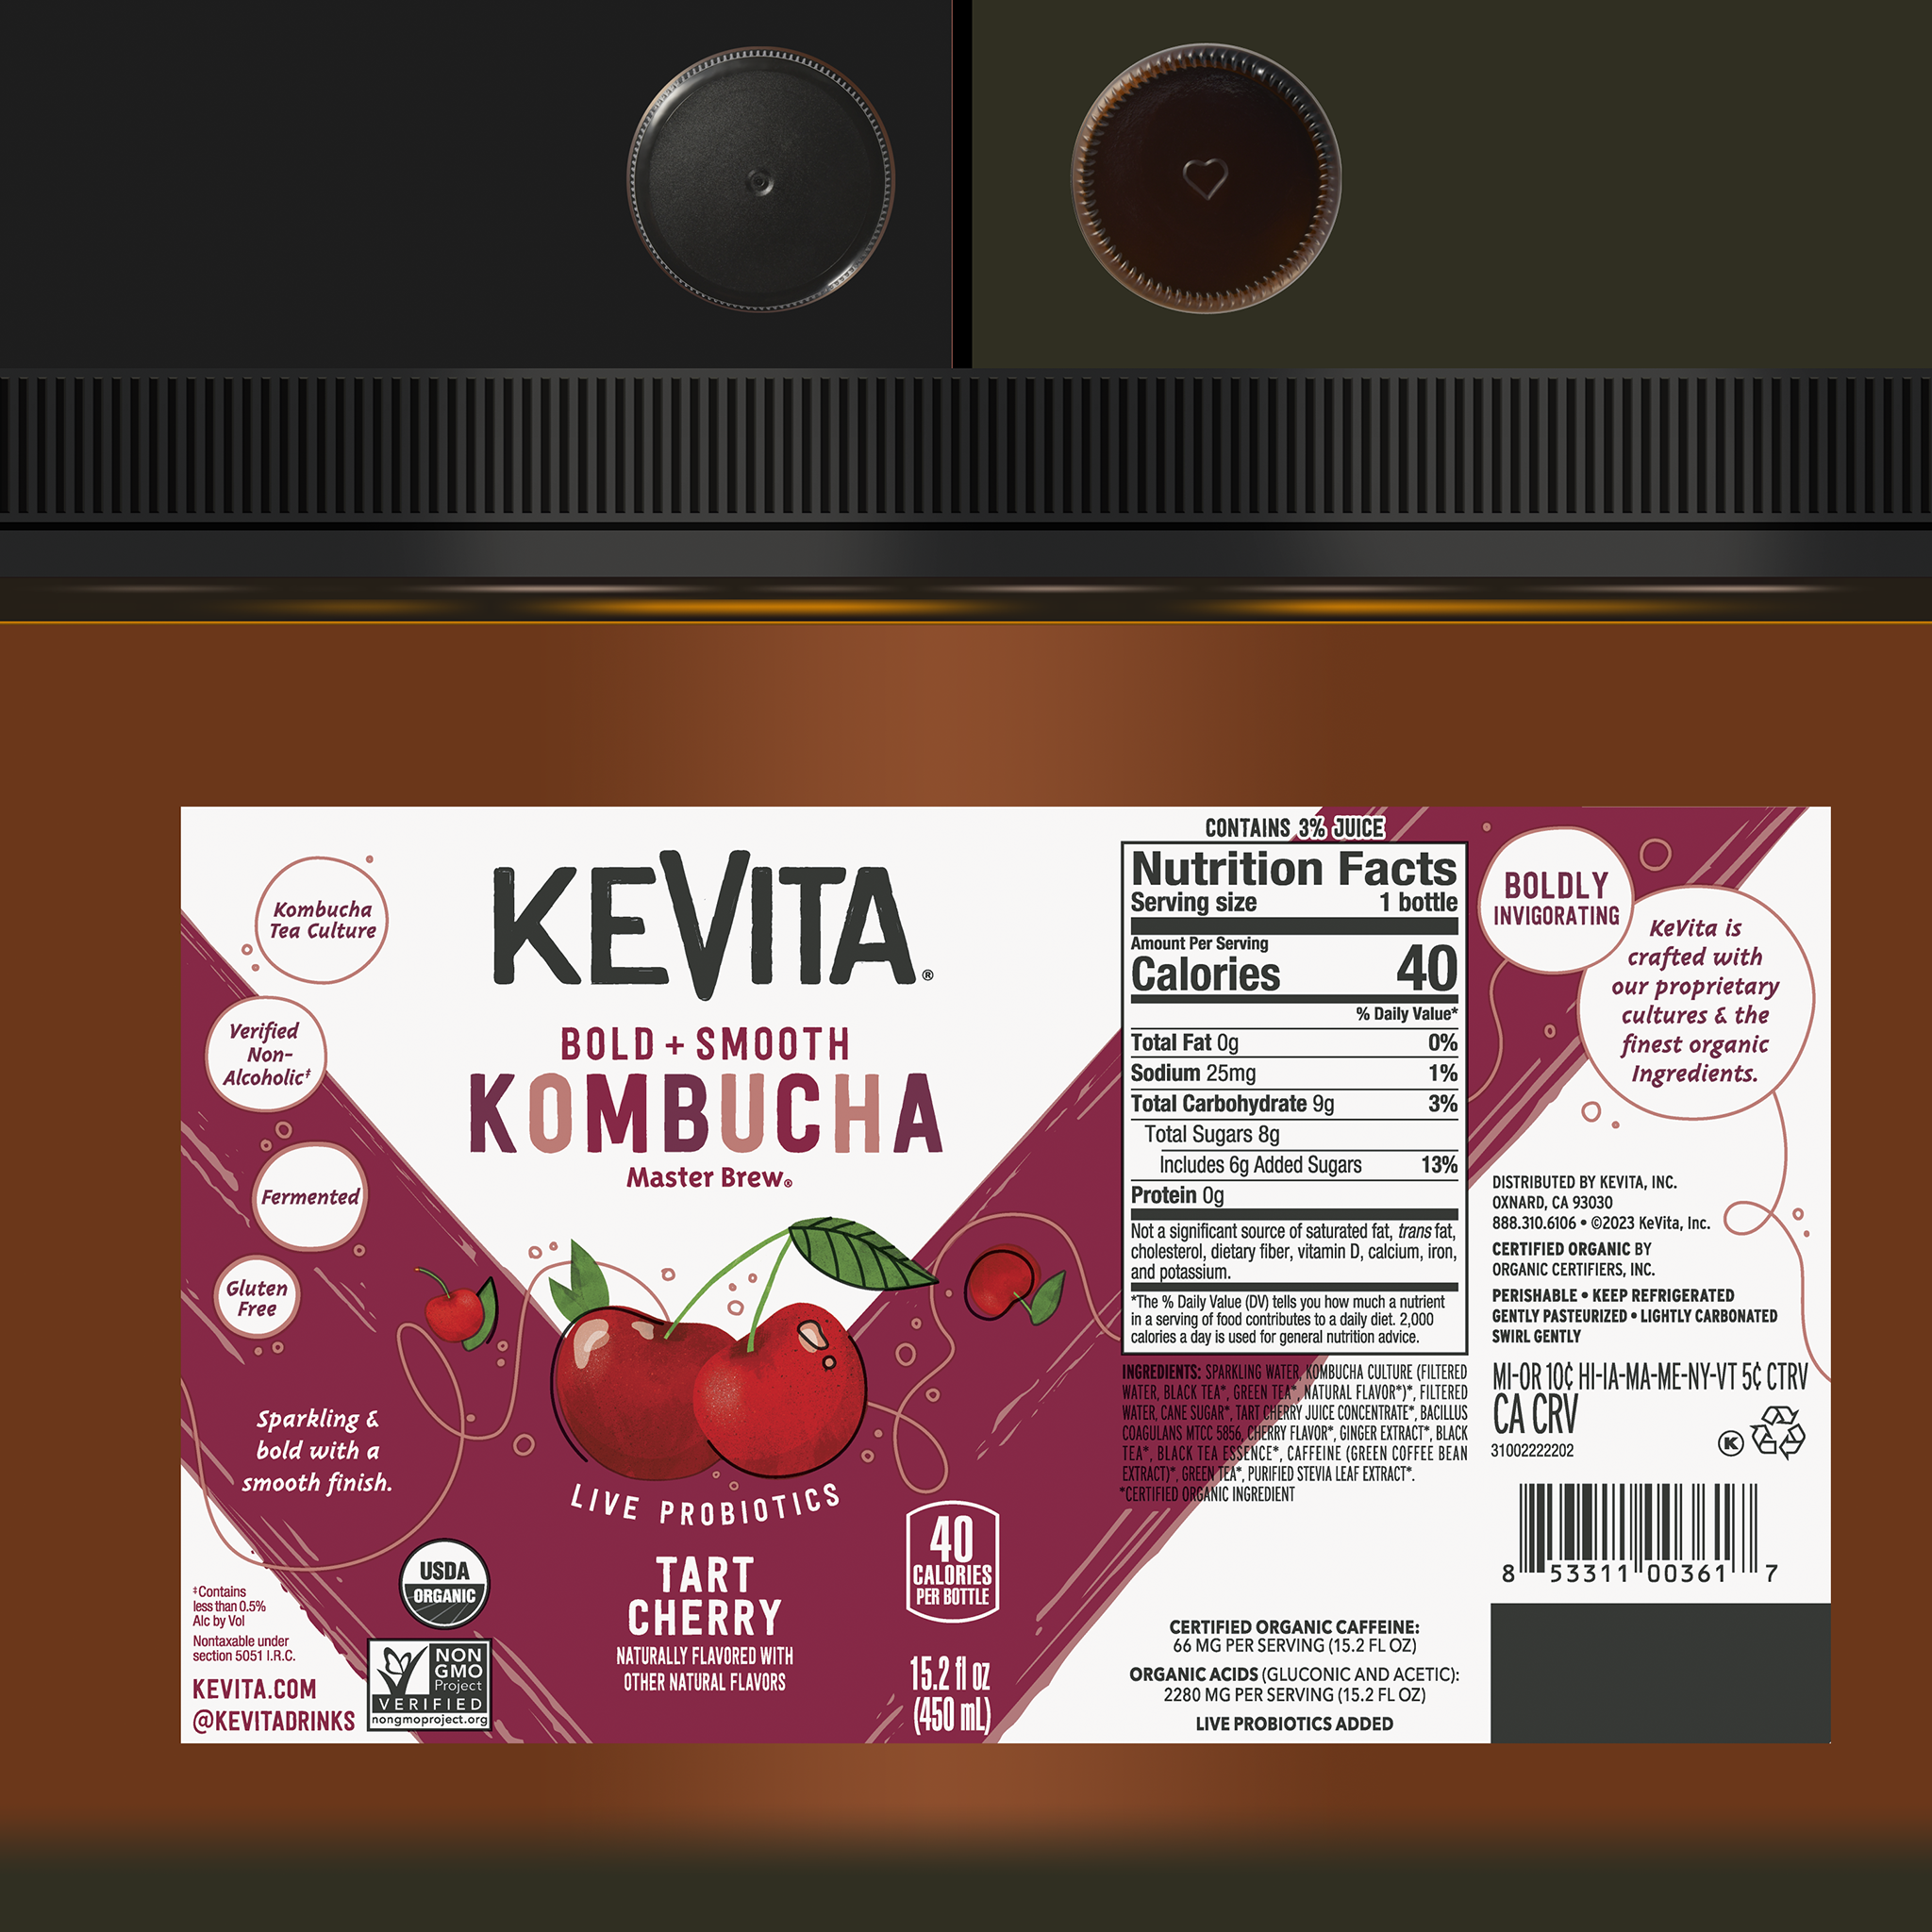 Kombucha
Tea Culture
Verified
Non-
Alcoholic‡
Fermented
Gluten
Free
Sparkling &
bold with a
smooth finish.
‡Contains
less than 0.5%
Alc by Vol
Nontaxable under
section 5051 I.R.C.
KEVITA.COM
@KEVITADRINKS
USDA
ORGANIC
NON
GMO
Project
VERIFIED
nongmoproject.org
KEVITA®
BOLD + SMOOTH
KOMBUCHA
Master Brew®
LIVE PROBIOTICS
TART
CHERRY
NATURALLY FLAVORED WITH
OTHER NATURAL FLAVORS
40
CALORIES
PER BOTTLE
15.2 fl oz
(450 mL)
CONTAINS 3% JUICE
Nutrition Facts
Serving size 1 bottle
Amount Per Serving
Calories 40
% Daily Value*
Total Fat 0g 0%
Sodium 25mg 1%
Total Carbohydrate 9g 3%
Total Sugars 8g
Includes 6g Added Sugars 13%
Protein 0g
Not a significant source of saturated fat, trans fat,
cholesterol, dietary fiber, vitamin D, calcium, iron,
and potassium.
*The % Daily Value (DV) tells you how much a nutrient
in a serving of food contributes to a daily diet. 2,000
calories a day is used for general nutrition advice.
INGREDIENTS: SPARKLING WATER, KOMBUCHA CULTURE (FILTERED
WATER, BLACK TEA*, GREEN TEA*, NATURAL FLAVOR*)*, FILTERED
WATER, CANE SUGAR*, TART CHERRY JUICE CONCENTRATE*, BACILLUS
COAGULANS MTCC 5856, CHERRY FLAVOR*, GINGER EXTRACT*, BLACK
TEA*, BLACK TEA ESSENCE*, CAFFEINE (GREEN COFFEE BEAN
EXTRACT)*, GREEN TEA*, PURIFIED STEVIA LEAF EXTRACT*.
*CERTIFIED ORGANIC INGREDIENT
CERTIFIED ORGANIC CAFFEINE:
66 MG PER SERVING (15.2 FL OZ)
ORGANIC ACIDS (GLUCONIC AND ACETIC):
2280 MG PER SERVING (15.2 FL OZ)
LIVE PROBIOTICS ADDED
BOLDLY
INVIGORATING
KeVita is
crafted with
our proprietary
cultures & the
finest organic
Ingredients.
DISTRIBUTED BY KEVITA, INC.
OXNARD, CA 93030
888.310.6106 • ©2023 KeVita, Inc.
CERTIFIED ORGANIC BY
ORGANIC CERTIFIERS, INC.
PERISHABLE • KEEP REFRIGERATED
GENTLY PASTEURIZED • LIGHTLY CARBONATED
SWIRL GENTLY
MI-OR 10¢ HI-IA-MA-ME-NY-VT 5¢ CTRV
CA CRV
31002222202
K
8 53311 00361 7